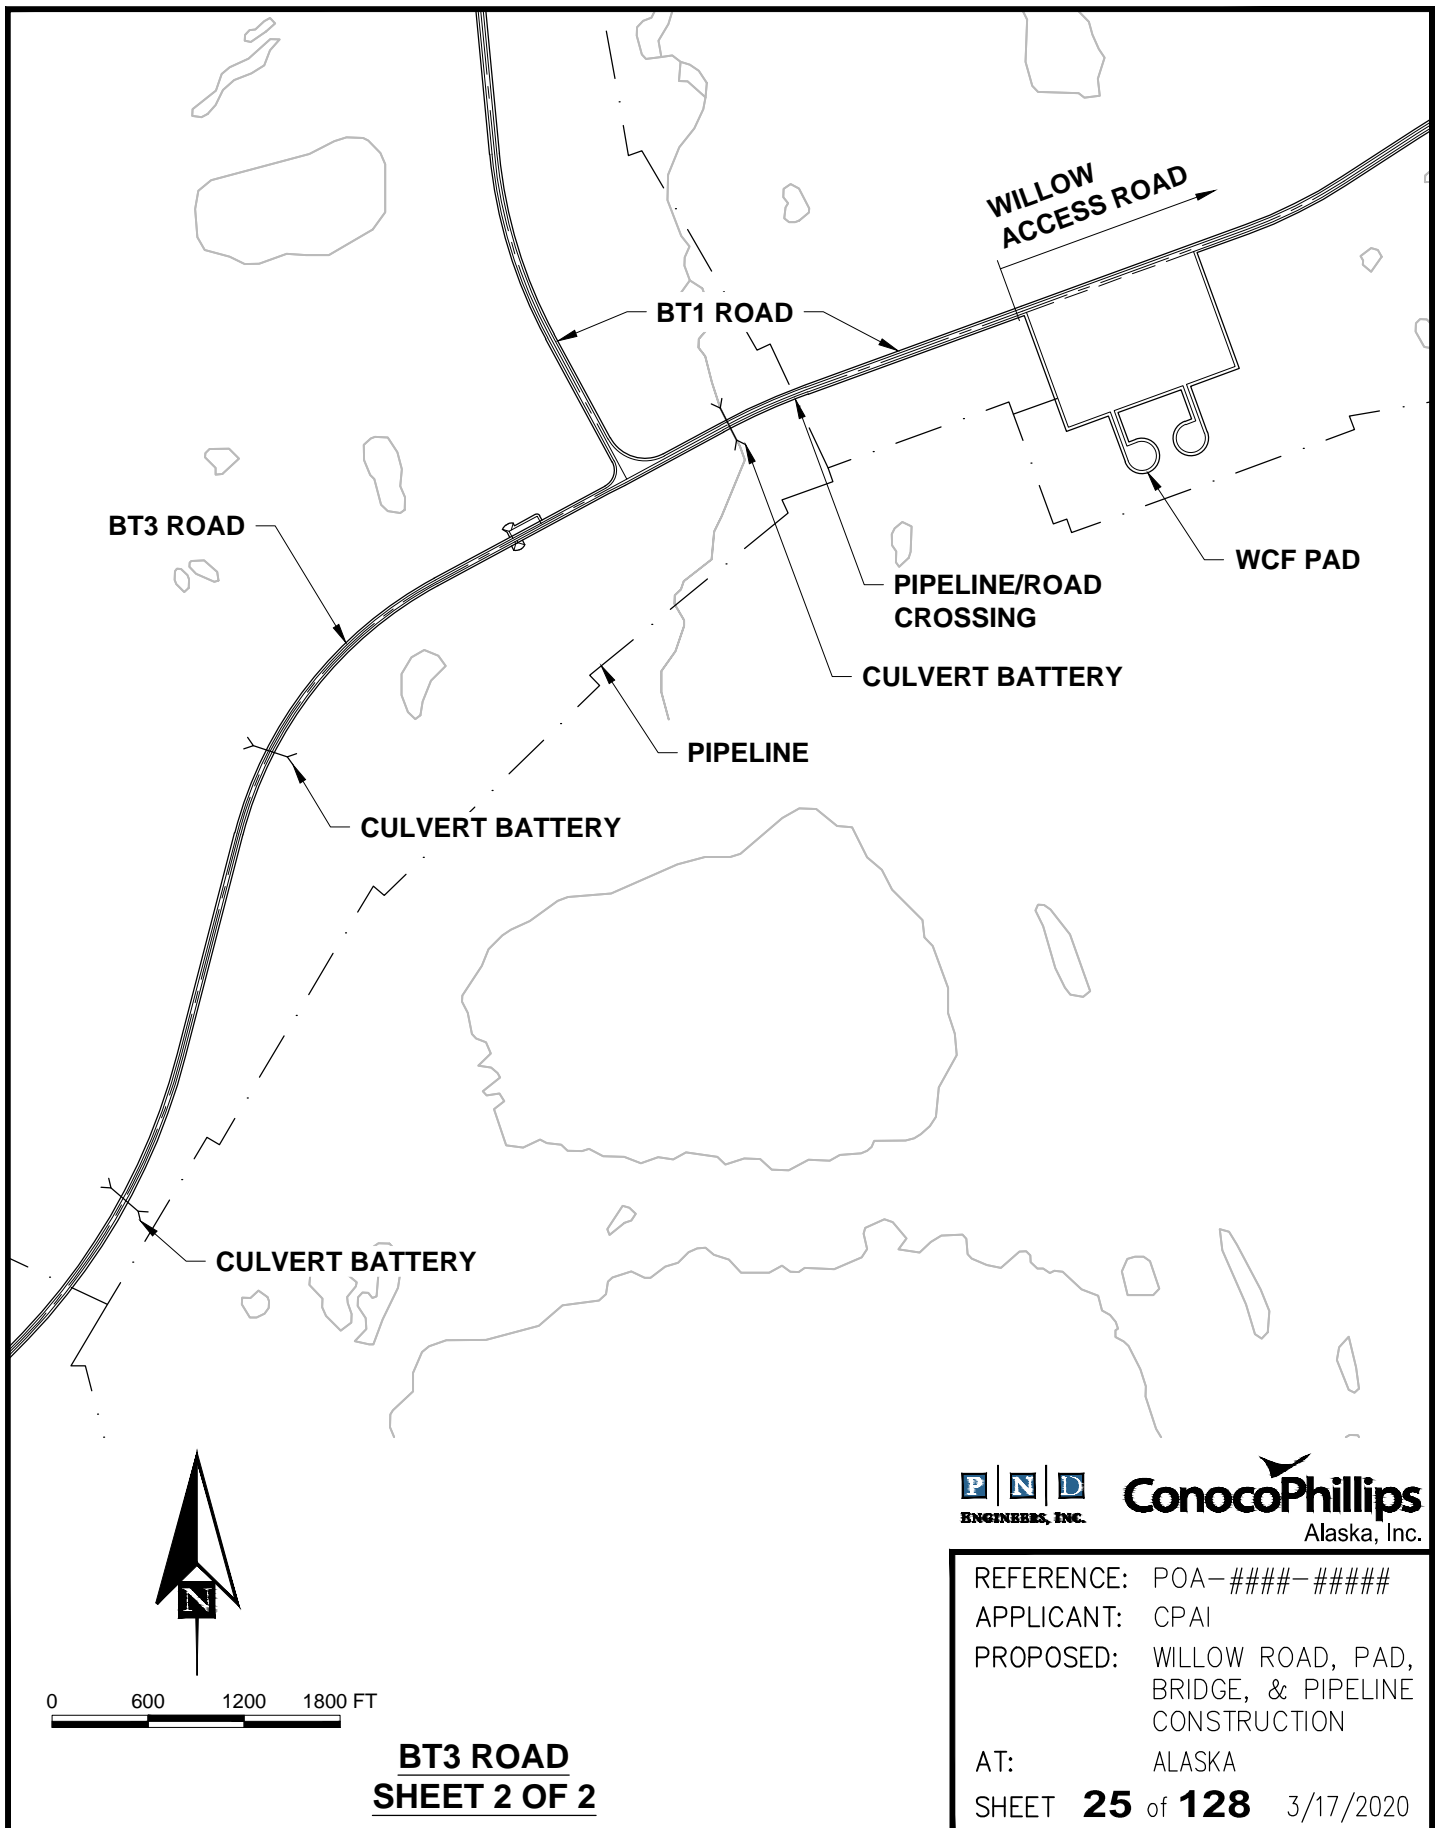 WILLOW
ACCESS ROAD
BT1 ROAD
BT3 ROAD
WCF PAD
PIPELINE/ROAD
CROSSING
CULVERT BATTERY
PIPELINE
CULVERT BATTERY
CULVERT BATTERY
N
0 600 1200 1800 FT
BT3 ROAD
SHEET 2 OF 2
P N D
ENGINEERS, INC.
ConocoPhillips
Alaska, Inc.
REFERENCE: POA-####-#####
APPLICANT: CPAI
PROPOSED: WILLOW ROAD, PAD,
BRIDGE, & PIPELINE
CONSTRUCTION
AT: ALASKA
SHEET 25 of 128 3/17/2020